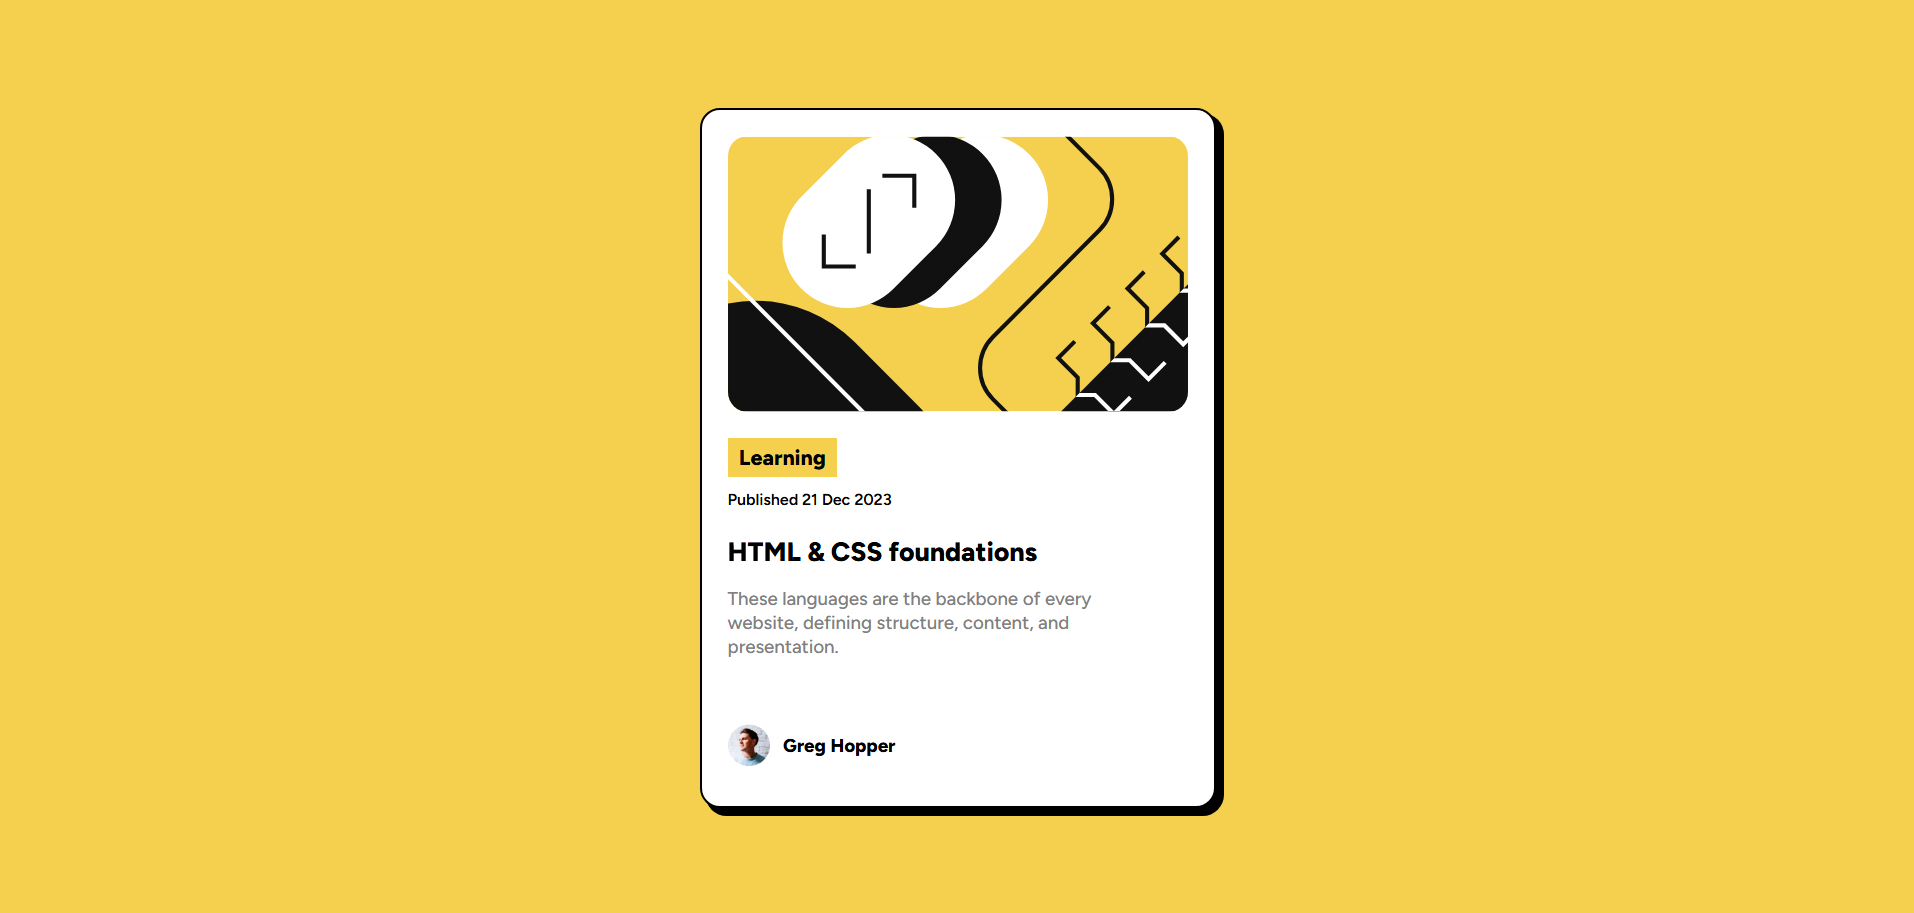 Learning
Published 21 Dec 2023
HTML & CSS foundations
These languages are the backbone of every
website, defining structure, content, and
presentation.
Greg Hopper